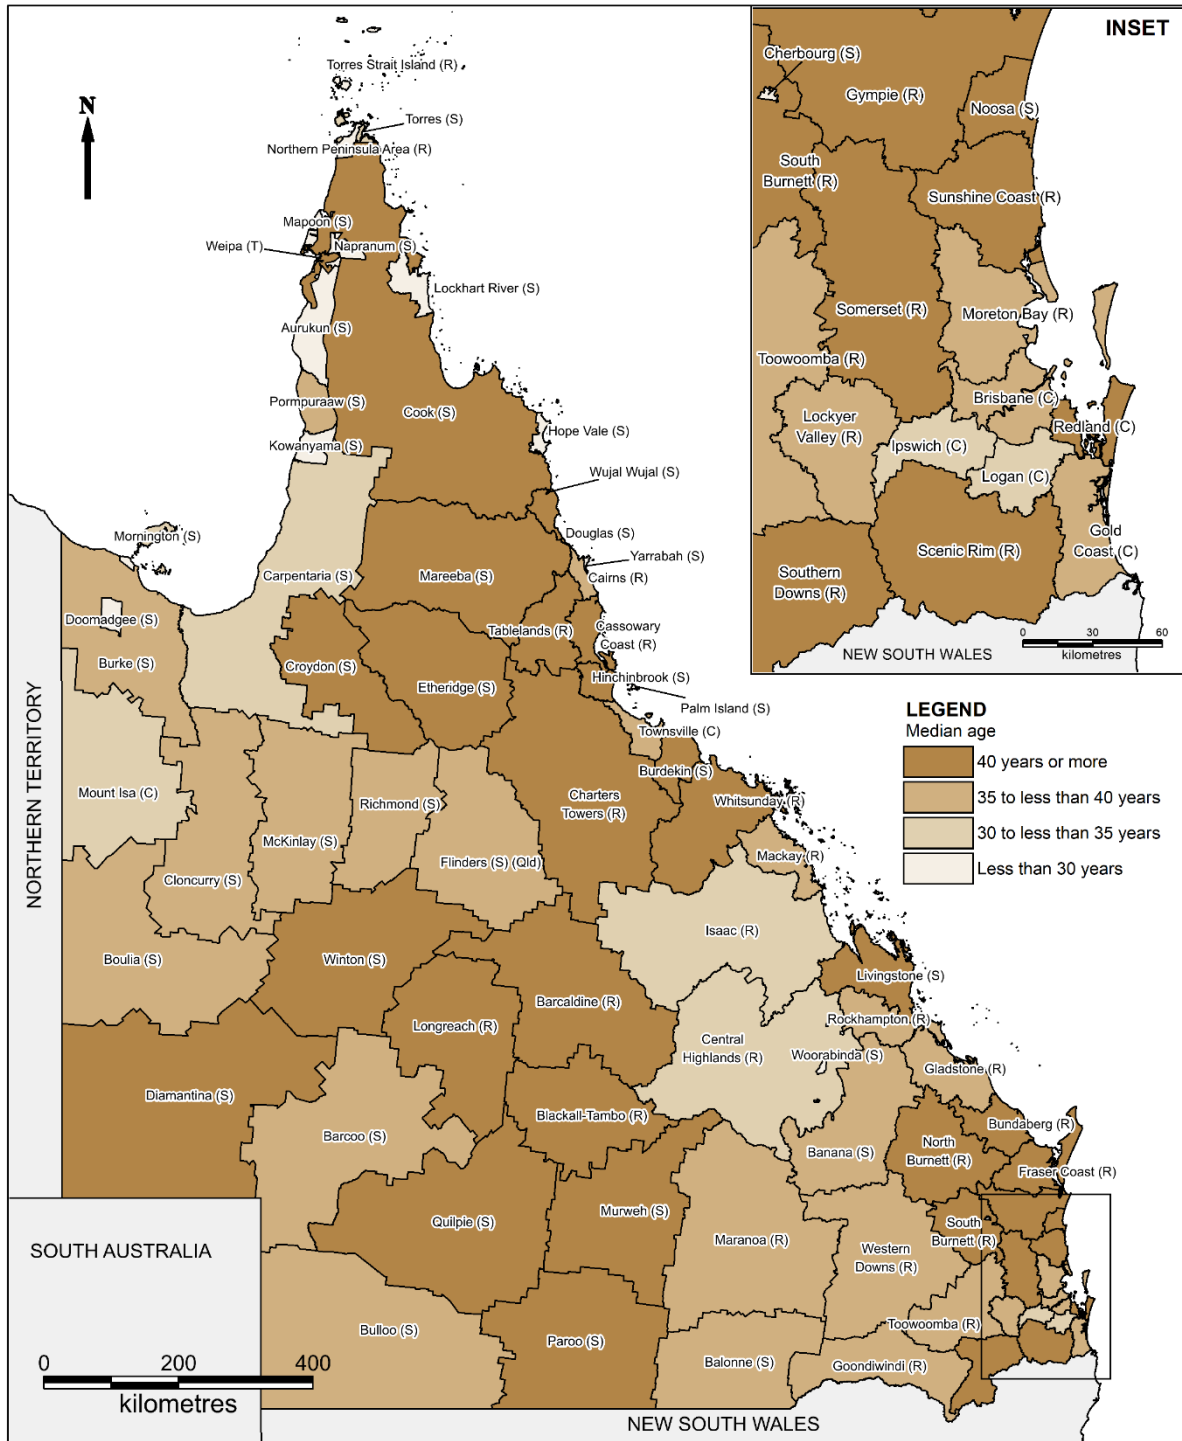 INSET
Cherbourg (S)
Gympie (R)
Noosa (S)
South
Burnett (R)
Sunshine Coast (R)
Somerset (R)
Moreton Bay (R)
Toowoomba (R)
Brisbane (C)
Lockyer
Valley (R)
Redland (C)
Ipswich (C)
Logan (C)
Gold
Coast (C)
Scenic Rim (R)
Southern
Downs (R)
NEW SOUTH WALES
0 30 60
kilometres
N
Torres Strait Island (R)
Torres (S)
Northern Peninsula Area (R)
Mapoon (S)
Weipa (T)
Napranum (S)
Lockhart River (S)
Aurukun (S)
Pormpuraaw (S)
Cook (S)
Kowanyama (S)
Hope Vale (S)
Wujal Wujal (S)
Mornington (S)
Douglas (S)
Yarrabah (S)
Carpentaria (S)
Mareeba (S)
Cairns (R)
Doomadgee (S)
Tablelands (R)
Cassowary
Coast (R)
Burke (S)
Croydon (S)
Etheridge (S)
Hinchinbrook (S)
Palm Island (S)
Townsville (C)
Burdekin (S)
Mount Isa (C)
Richmond (S)
Charters
Towers (R)
Whitsunday (R)
McKinlay (S)
Flinders (S) (Qld)
Mackay (R)
Cloncurry (S)
LEGEND
Median age
40 years or more
35 to less than 40 years
30 to less than 35 years
Less than 30 years
NORTHERN TERRITORY
Isaac (R)
Boulia (S)
Winton (S)
Livingstone (S)
Barcaldine (R)
Longreach (R)
Rockhampton (R)
Central
Highlands (R)
Woorabinda (S)
Gladstone (R)
Diamantina (S)
Blackall-Tambo (R)
Bundaberg (R)
Barcoo (S)
Banana (S)
North
Burnett (R)
Fraser Coast (R)
Quilpie (S)
Murweh (S)
South
Burnett (R)
Maranoa (R)
Western
Downs (R)
SOUTH AUSTRALIA
Bulloo (S)
Toowoomba (R)
Paroo (S)
Balonne (S)
Goondiwindi (R)
0 200 400
kilometres
NEW SOUTH WALES